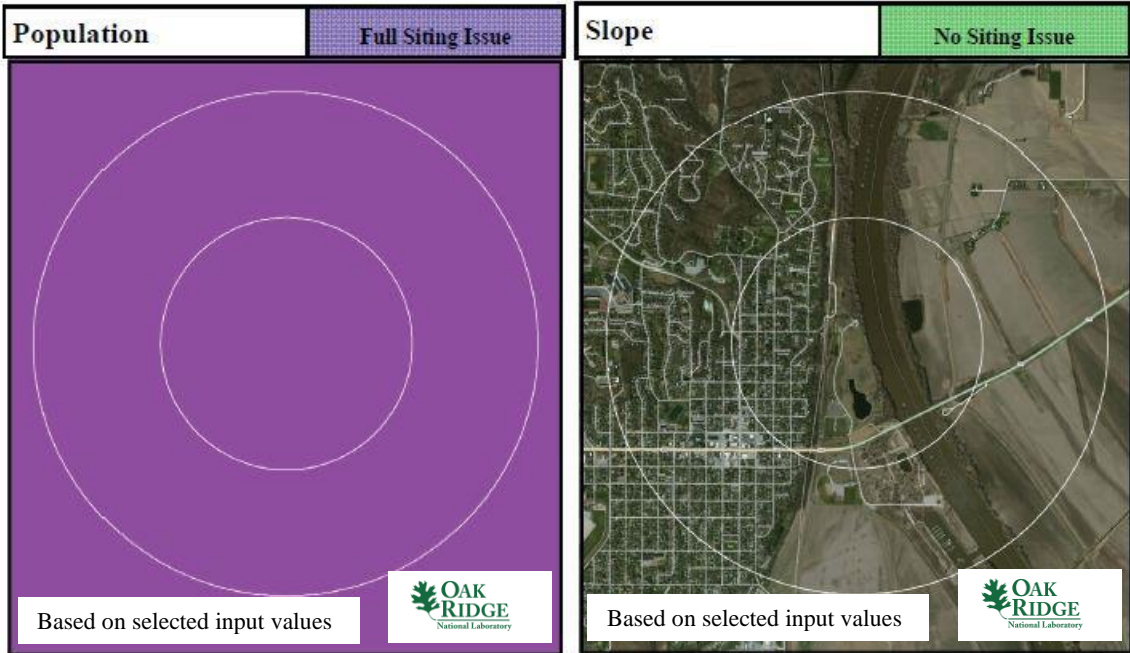 Population
Full Siting Issue
Slope
No Siting Issue
Based on selected input values
OAK
RIDGE
National Laboratory
Based on selected input values
OAK
RIDGE
National Laboratory